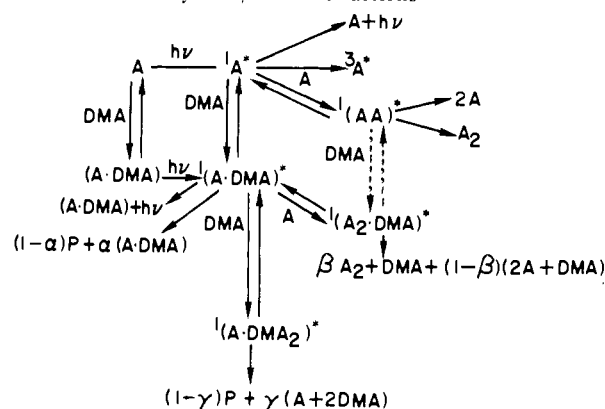 A+hν
A hν ¹A* ³A*
A
DMA DMA ¹(AA)* 2A
A₂
DMA
(A·DMA) hν ¹(A·DMA)*
(A·DMA)+hν
DMA A ¹(A₂·DMA)*
(1-α)P+α(A·DMA)
βA₂+DMA+(1-β)(2A+DMA)
¹(A·DMA₂)*
(1-γ)P + γ(A+2DMA)